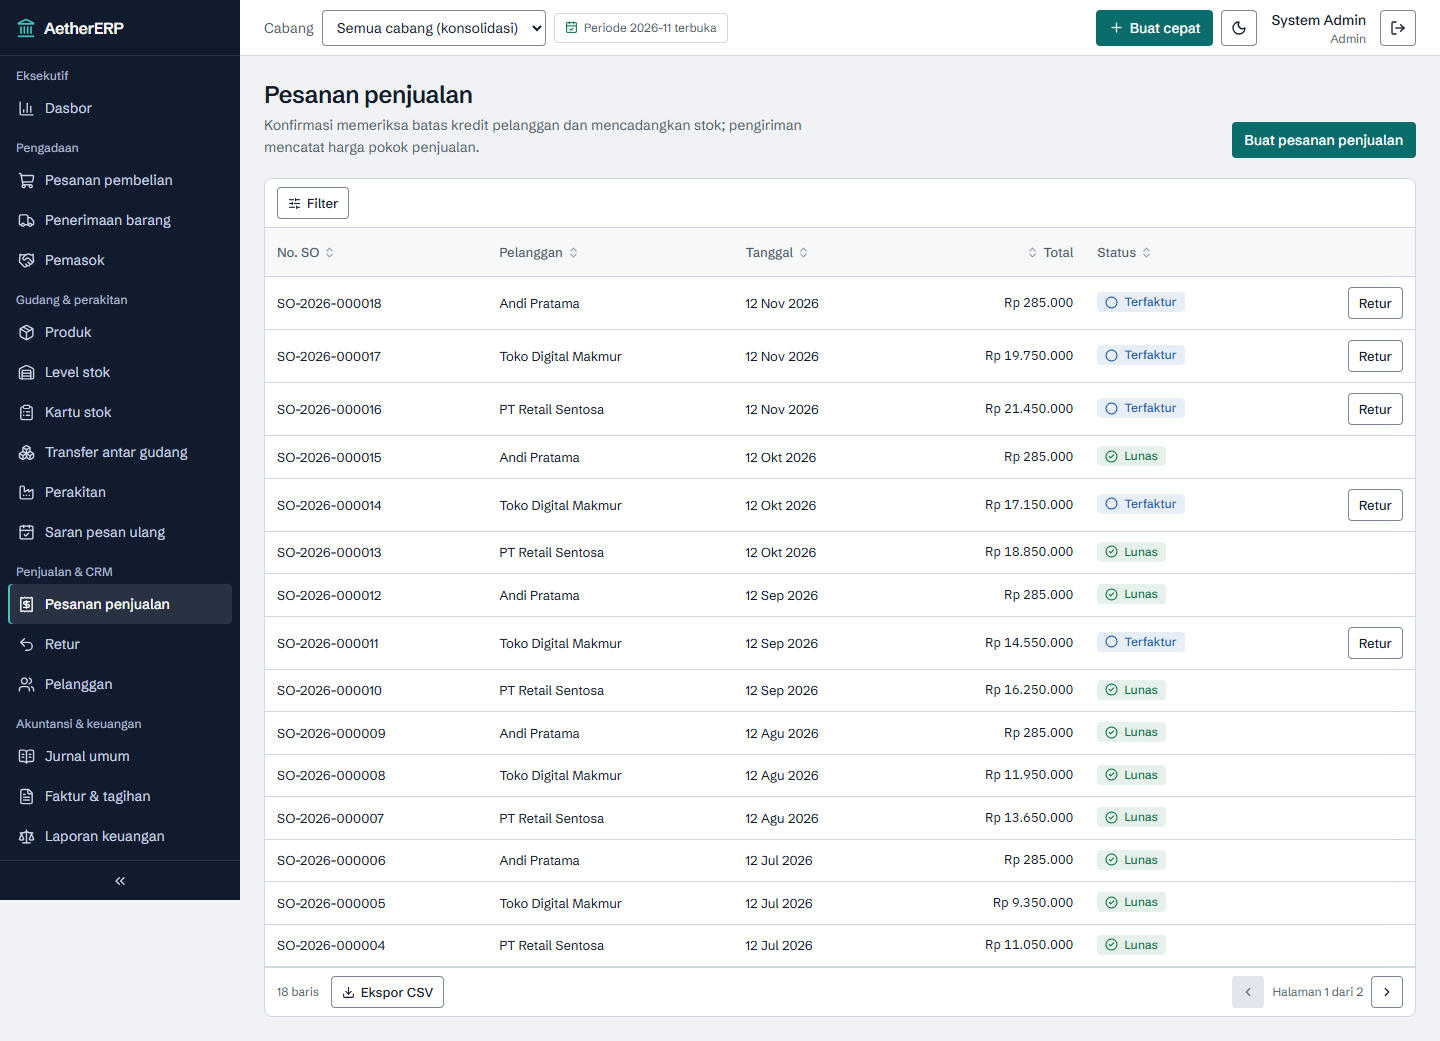 AetherERP
Cabang
Semua cabang (konsolidasi)
Periode 2026-11 terbuka
Buat cepat
System Admin
Admin
Eksekutif
Dasbor
Pengadaan
Pesanan pembelian
Penerimaan barang
Pemasok
Gudang & perakitan
Produk
Level stok
Kartu stok
Transfer antar gudang
Perakitan
Saran pesan ulang
Penjualan & CRM
Pesanan penjualan
Retur
Pelanggan
Akuntansi & keuangan
Jurnal umum
Faktur & tagihan
Laporan keuangan
Pesanan penjualan
Konfirmasi memeriksa batas kredit pelanggan dan mencadangkan stok; pengiriman
mencatat harga pokok penjualan.
Buat pesanan penjualan
Filter
No. SO Pelanggan Tanggal Total Status
SO-2026-000018 Andi Pratama 12 Nov 2026 Rp 285.000 Terfaktur Retur
SO-2026-000017 Toko Digital Makmur 12 Nov 2026 Rp 19.750.000 Terfaktur Retur
SO-2026-000016 PT Retail Sentosa 12 Nov 2026 Rp 21.450.000 Terfaktur Retur
SO-2026-000015 Andi Pratama 12 Okt 2026 Rp 285.000 Lunas
SO-2026-000014 Toko Digital Makmur 12 Okt 2026 Rp 17.150.000 Terfaktur Retur
SO-2026-000013 PT Retail Sentosa 12 Okt 2026 Rp 18.850.000 Lunas
SO-2026-000012 Andi Pratama 12 Sep 2026 Rp 285.000 Lunas
SO-2026-000011 Toko Digital Makmur 12 Sep 2026 Rp 14.550.000 Terfaktur Retur
SO-2026-000010 PT Retail Sentosa 12 Sep 2026 Rp 16.250.000 Lunas
SO-2026-000009 Andi Pratama 12 Agu 2026 Rp 285.000 Lunas
SO-2026-000008 Toko Digital Makmur 12 Agu 2026 Rp 11.950.000 Lunas
SO-2026-000007 PT Retail Sentosa 12 Agu 2026 Rp 13.650.000 Lunas
SO-2026-000006 Andi Pratama 12 Jul 2026 Rp 285.000 Lunas
SO-2026-000005 Toko Digital Makmur 12 Jul 2026 Rp 9.350.000 Lunas
SO-2026-000004 PT Retail Sentosa 12 Jul 2026 Rp 11.050.000 Lunas
18 baris
Ekspor CSV
Halaman 1 dari 2